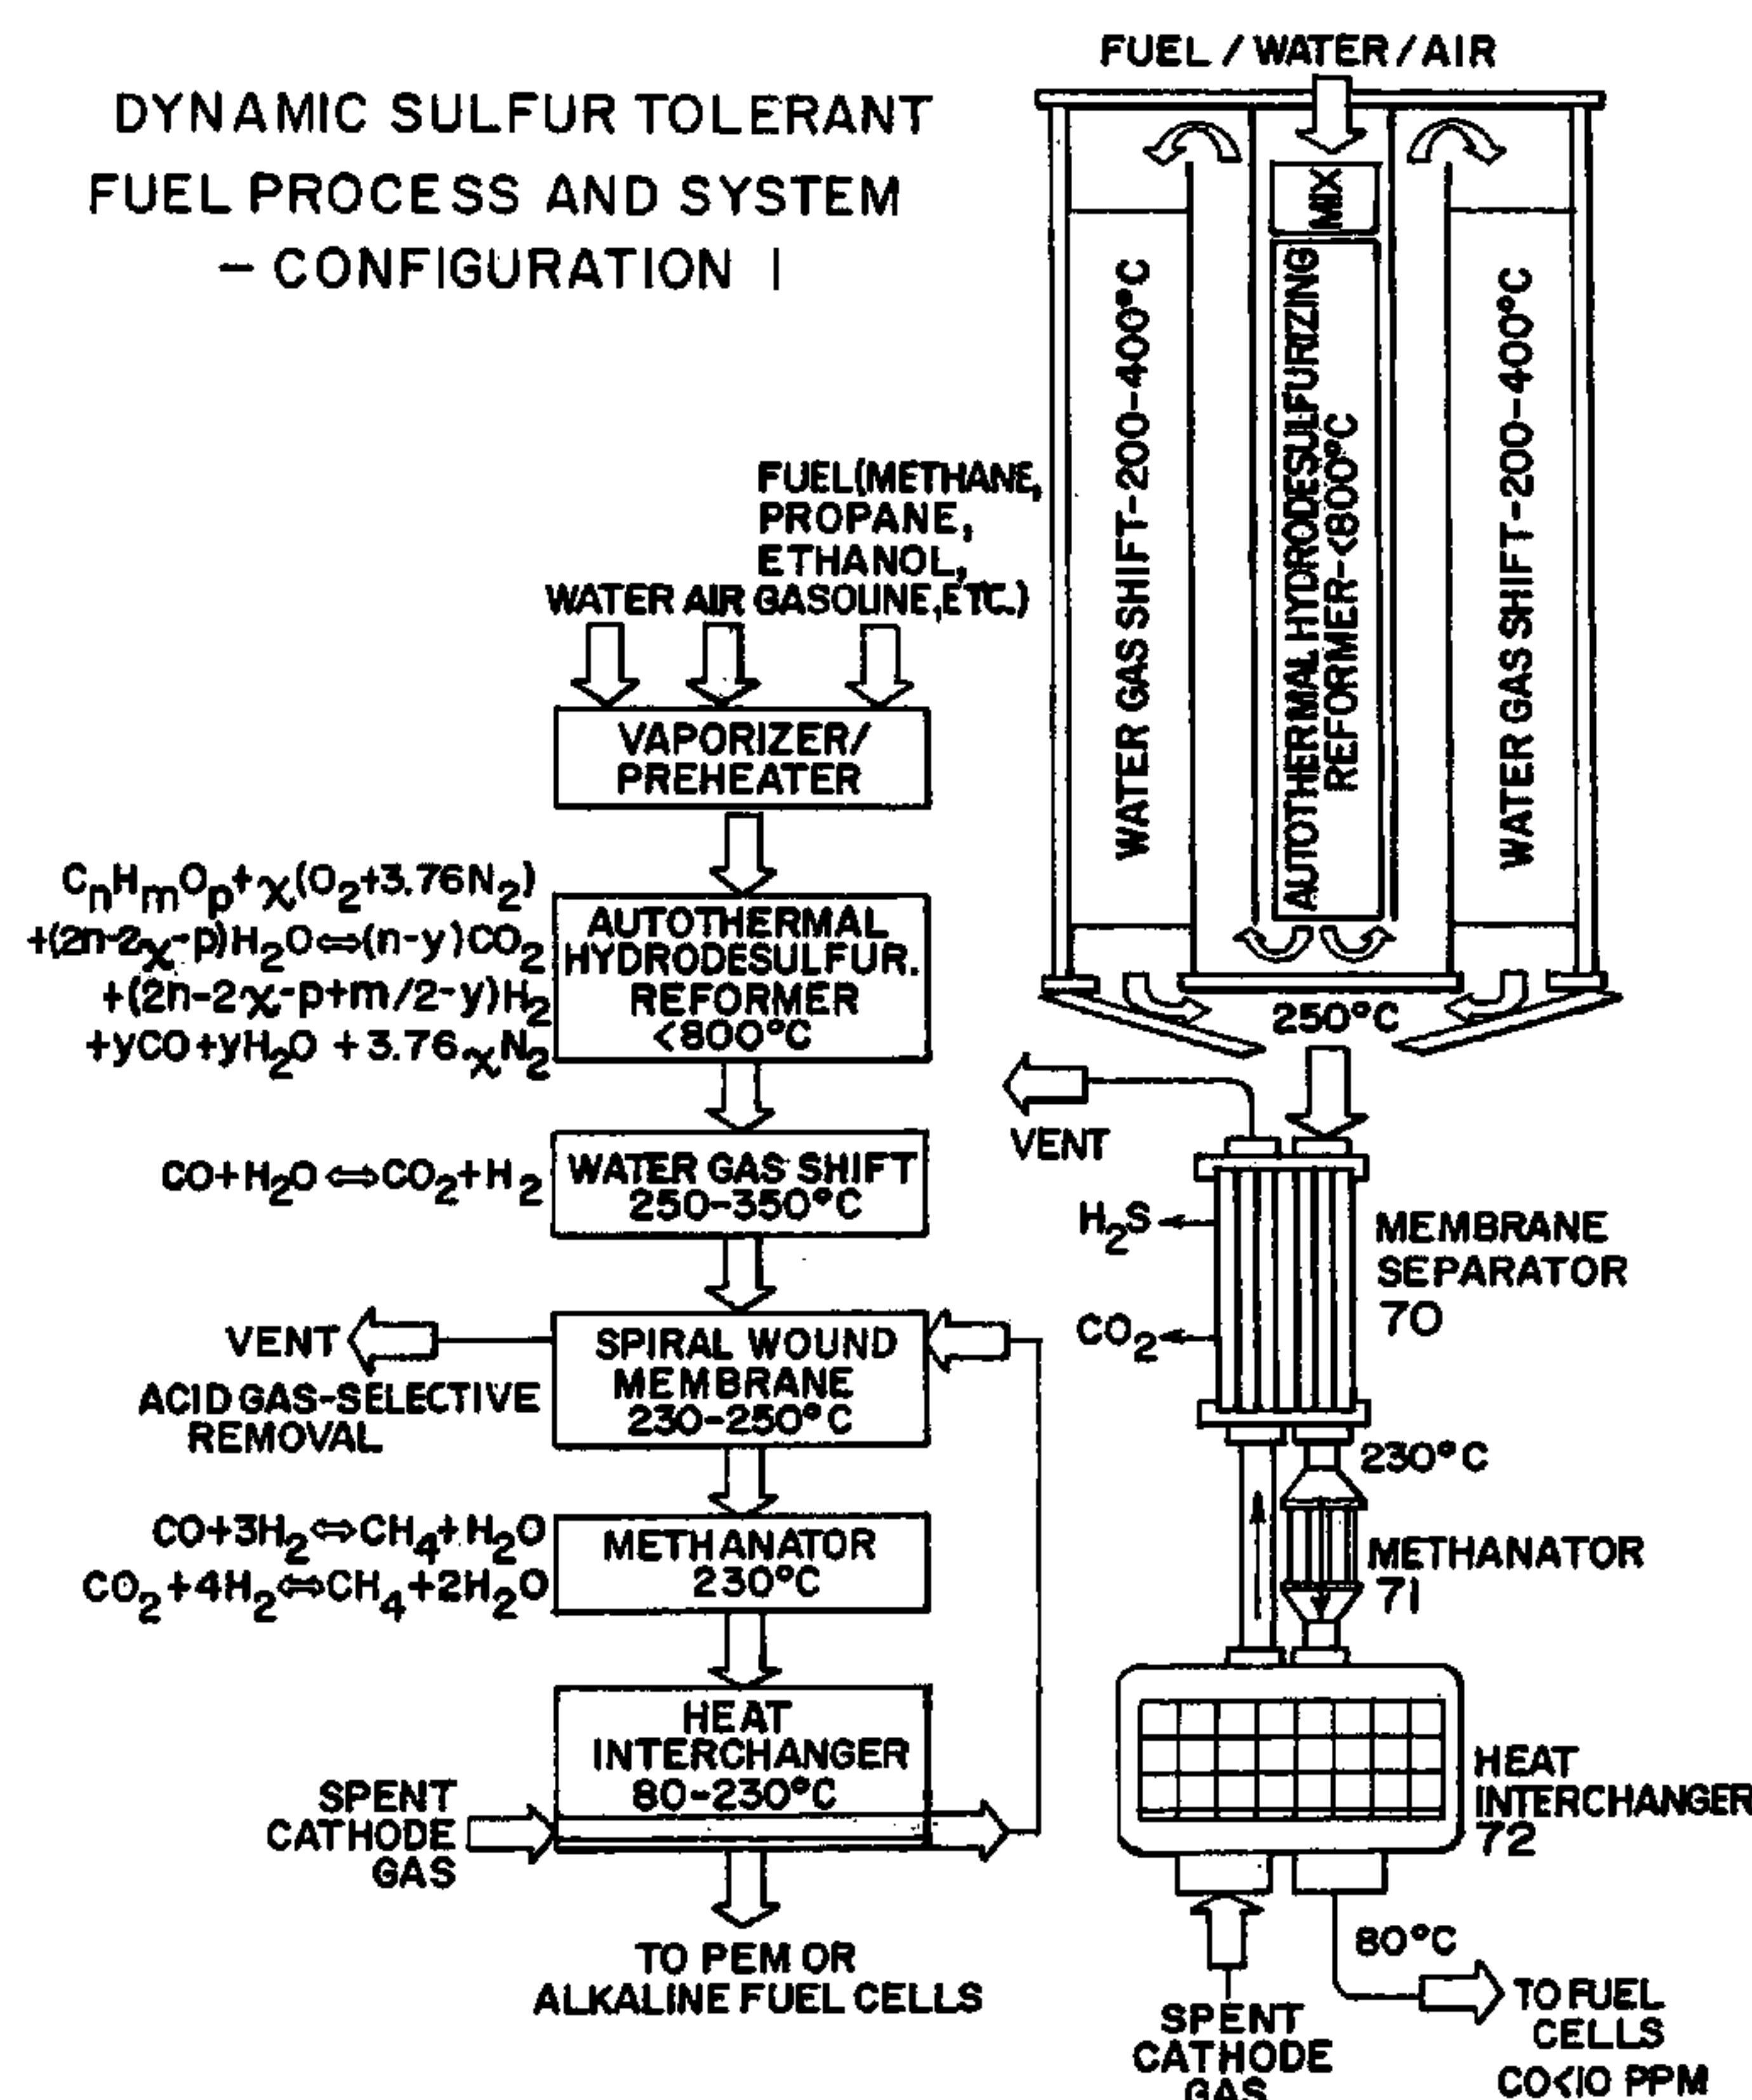 DYNAMIC SULFUR TOLERANT
FUEL PROCESS AND SYSTEM
– CONFIGURATION I
FUEL(METHANE,
PROPANE,
ETHANOL,
WATER AIR GASOLINE,ETC.)
VAPORIZER/
PREHEATER
CnHmOp+χ(O2+3.76N2)
+(2n-2χ-p)H2O⇔(n-y)CO2
+(2n-2χ-p+m/2-y)H2
+yCO+yH2O +3.76χN2
AUTOTHERMAL
HYDRODESULFUR.
REFORMER
<800°C
CO+H2O⇔CO2+H2
WATER GAS SHIFT
250-350°C
VENT
ACID GAS-SELECTIVE
REMOVAL
SPIRAL WOUND
MEMBRANE
230-250°C
CO+3H2⇔CH4+H2O
CO2+4H2⇔CH4+2H2O
METHANATOR
230°C
HEAT
INTERCHANGER
80-230°C
SPENT
CATHODE
GAS
TO PEM OR
ALKALINE FUEL CELLS
FUEL / WATER / AIR
MIX
WATER GAS SHIFT-200-400°C
AUTOTHERMAL HYDRODESULFURIZING
REFORMER-<800°C
WATER GAS SHIFT-200-400°C
250°C
VENT
H2S
CO2
MEMBRANE
SEPARATOR
70
230°C
METHANATOR
71
HEAT
INTERCHANGER
72
80°C
SPENT
CATHODE
GAS
TO FUEL
CELLS
CO<10 PPM